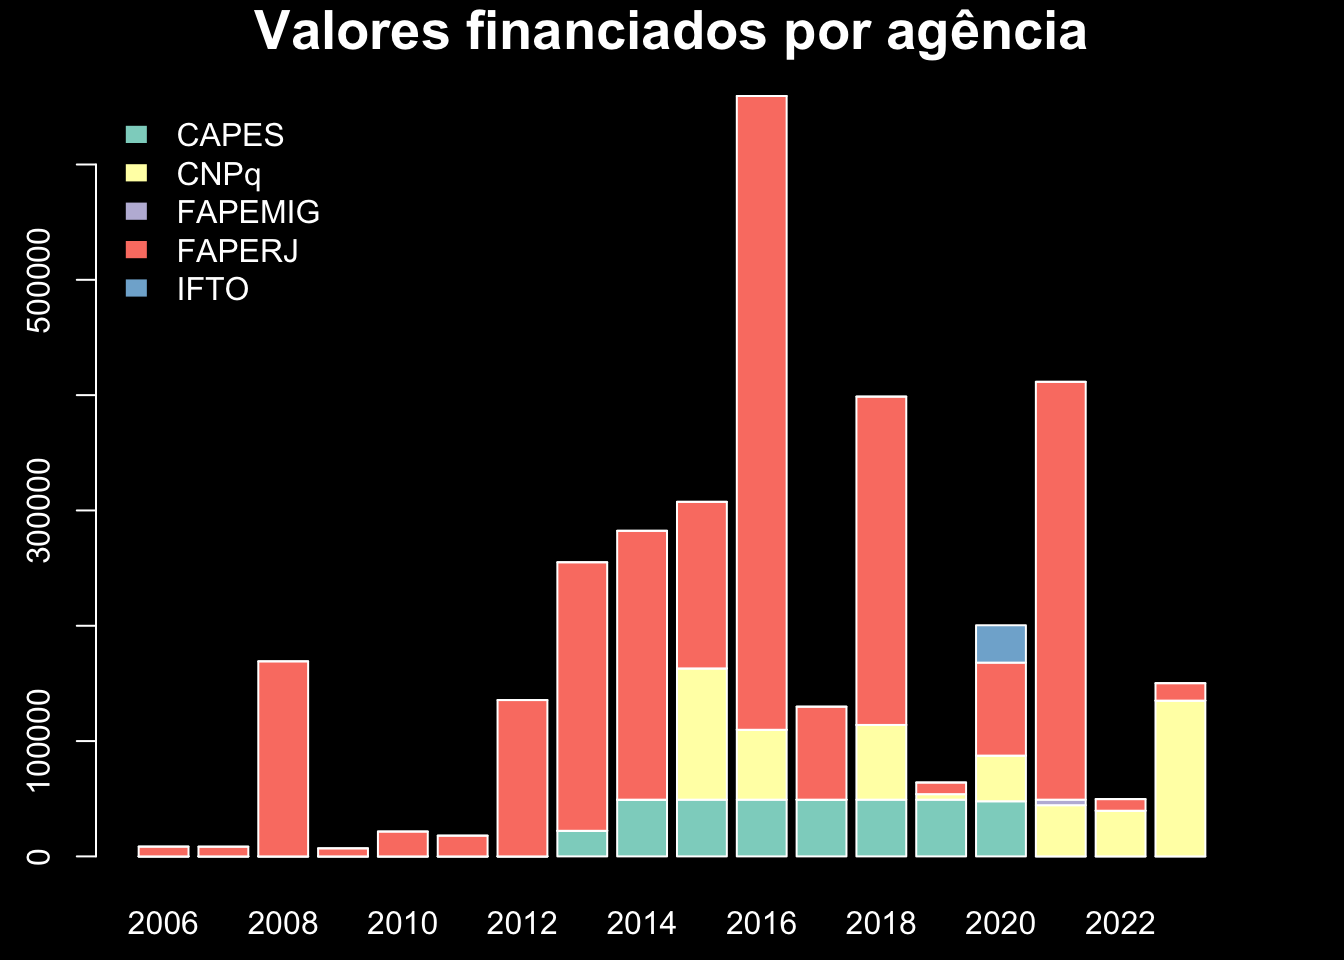 Valores financiados por agência
CAPES
CNPq
FAPEMIG
FAPERJ
IFTO
500000
300000
100000
0
2006 2008 2010 2012 2014 2016 2018 2020 2022